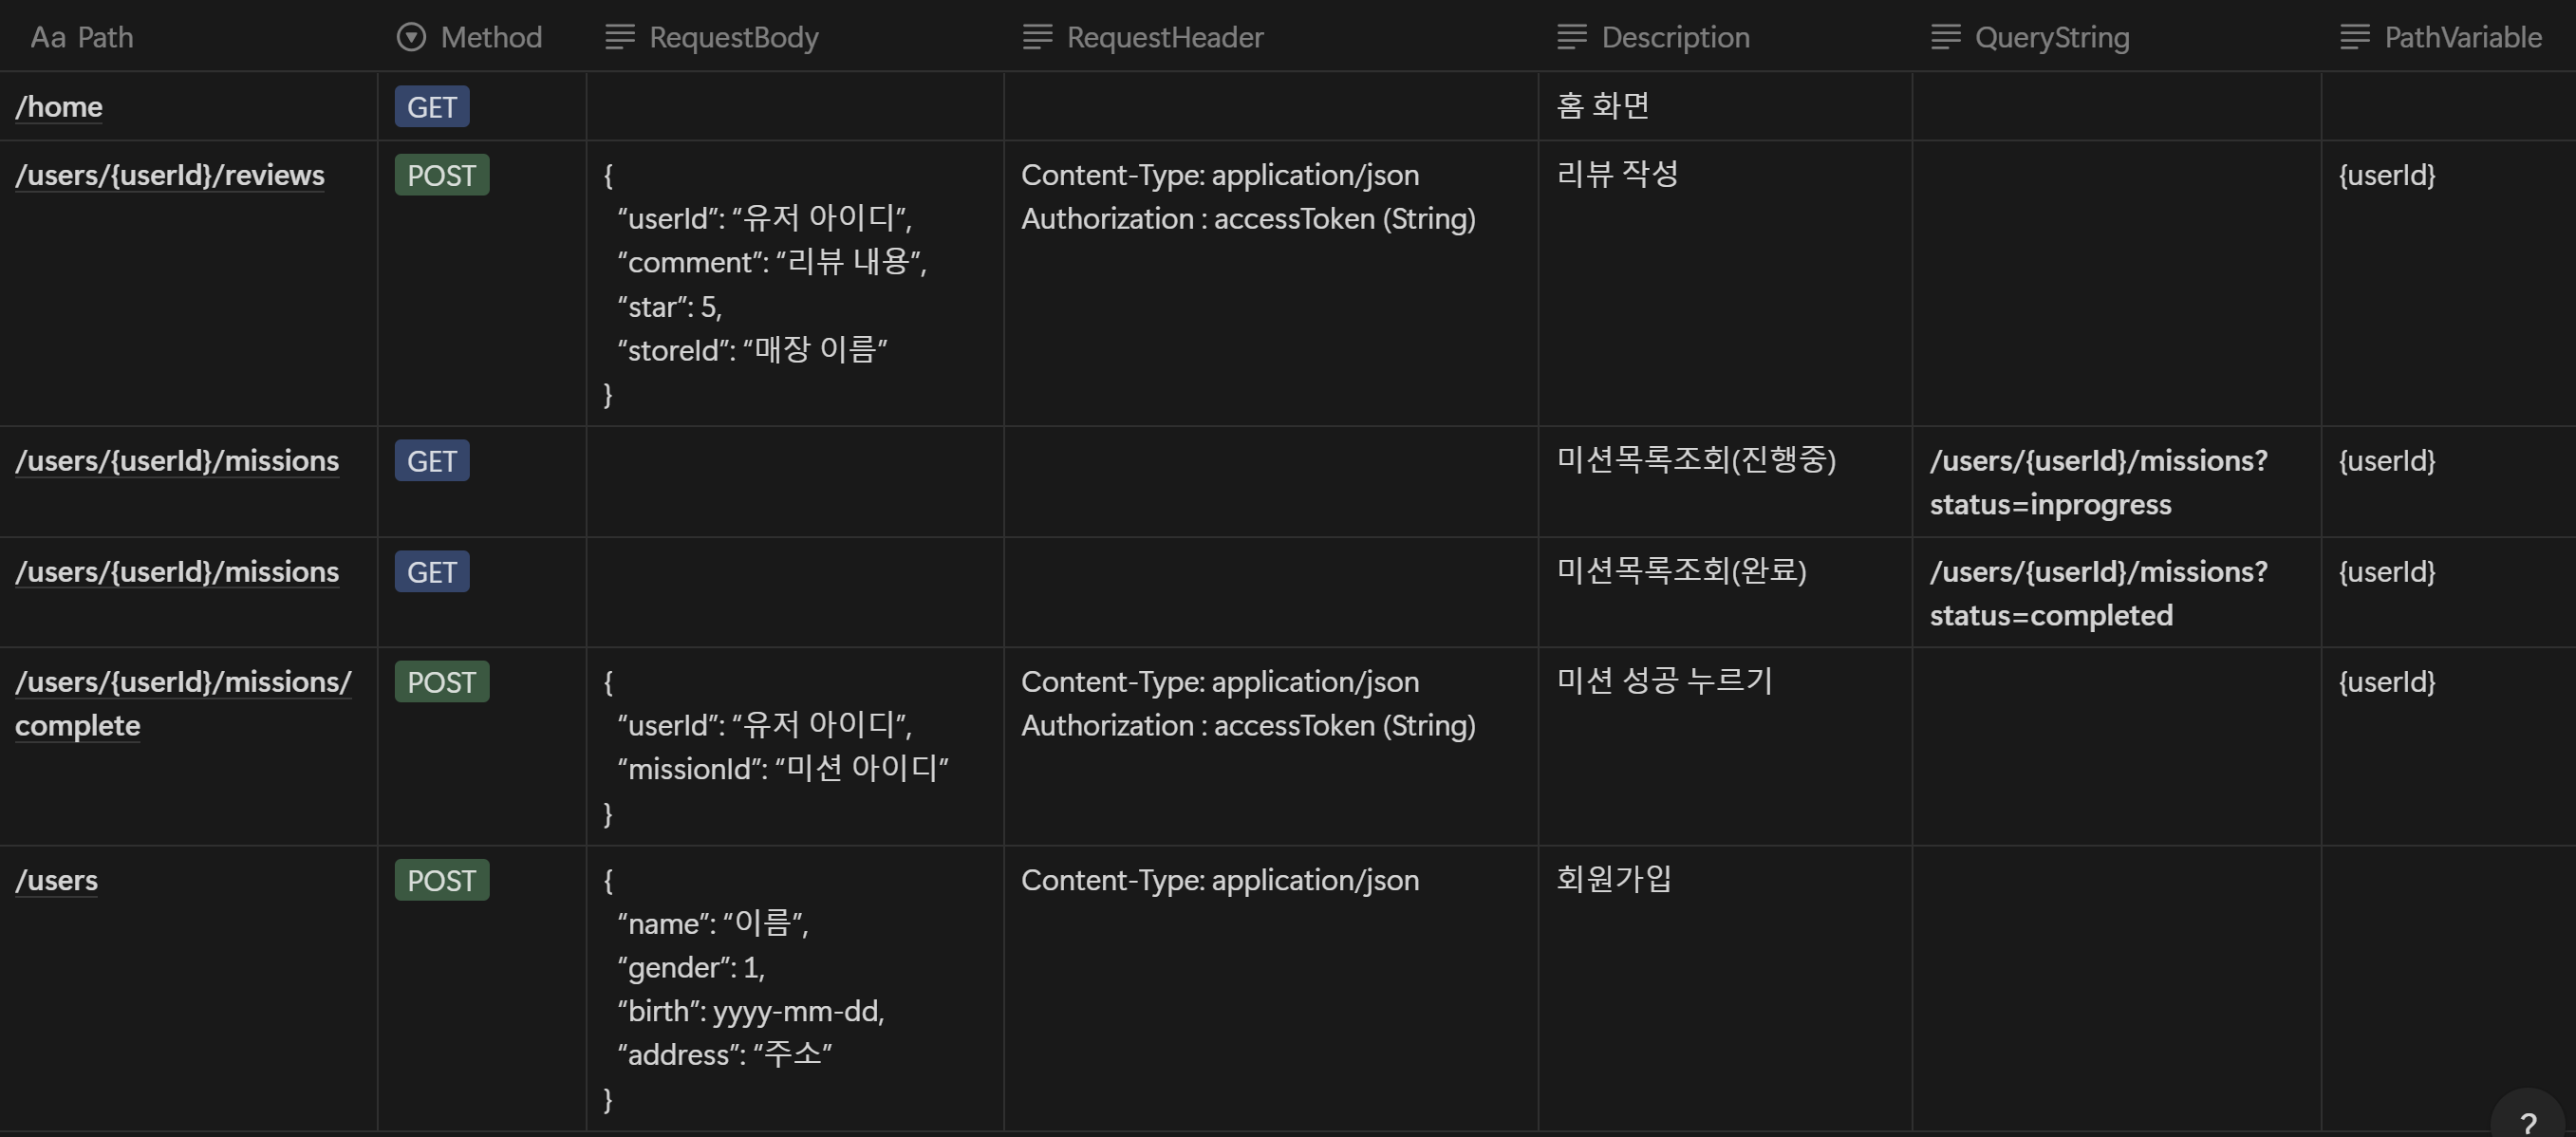 Aa Path Method RequestBody RequestHeader Description QueryString PathVariable
/home GET 홈 화면
/users/{userId}/reviews POST { Content-Type: application/json 리뷰 작성 {userId}
“userId”: “유저 아이디”, Authorization : accessToken (String)
“comment”: “리뷰 내용”,
“star”: 5,
“storeId”: “매장 이름”
}
/users/{userId}/missions GET 미션목록조회(진행중) /users/{userId}/missions? {userId}
status=inprogress
/users/{userId}/missions GET 미션목록조회(완료) /users/{userId}/missions? {userId}
status=completed
/users/{userId}/missions/ POST { Content-Type: application/json 미션 성공 누르기 {userId}
complete “userId”: “유저 아이디”, Authorization : accessToken (String)
“missionId”: “미션 아이디”
}
/users POST { Content-Type: application/json 회원가입
“name”: “이름”,
“gender”: 1,
“birth”: yyyy-mm-dd,
“address”: “주소”
}
?